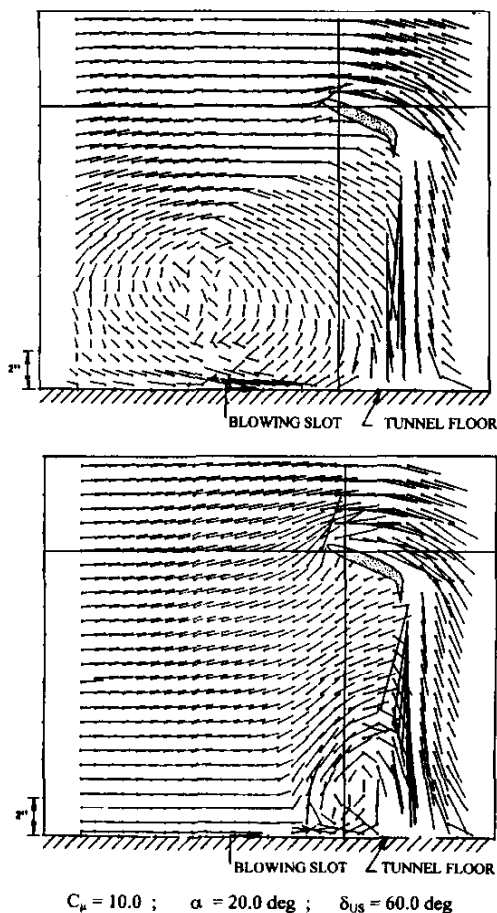 2"
BLOWING SLOT TUNNEL FLOOR
2"
BLOWING SLOT TUNNEL FLOOR
Cμ = 10.0 ; α = 20.0 deg ; δUS = 60.0 deg